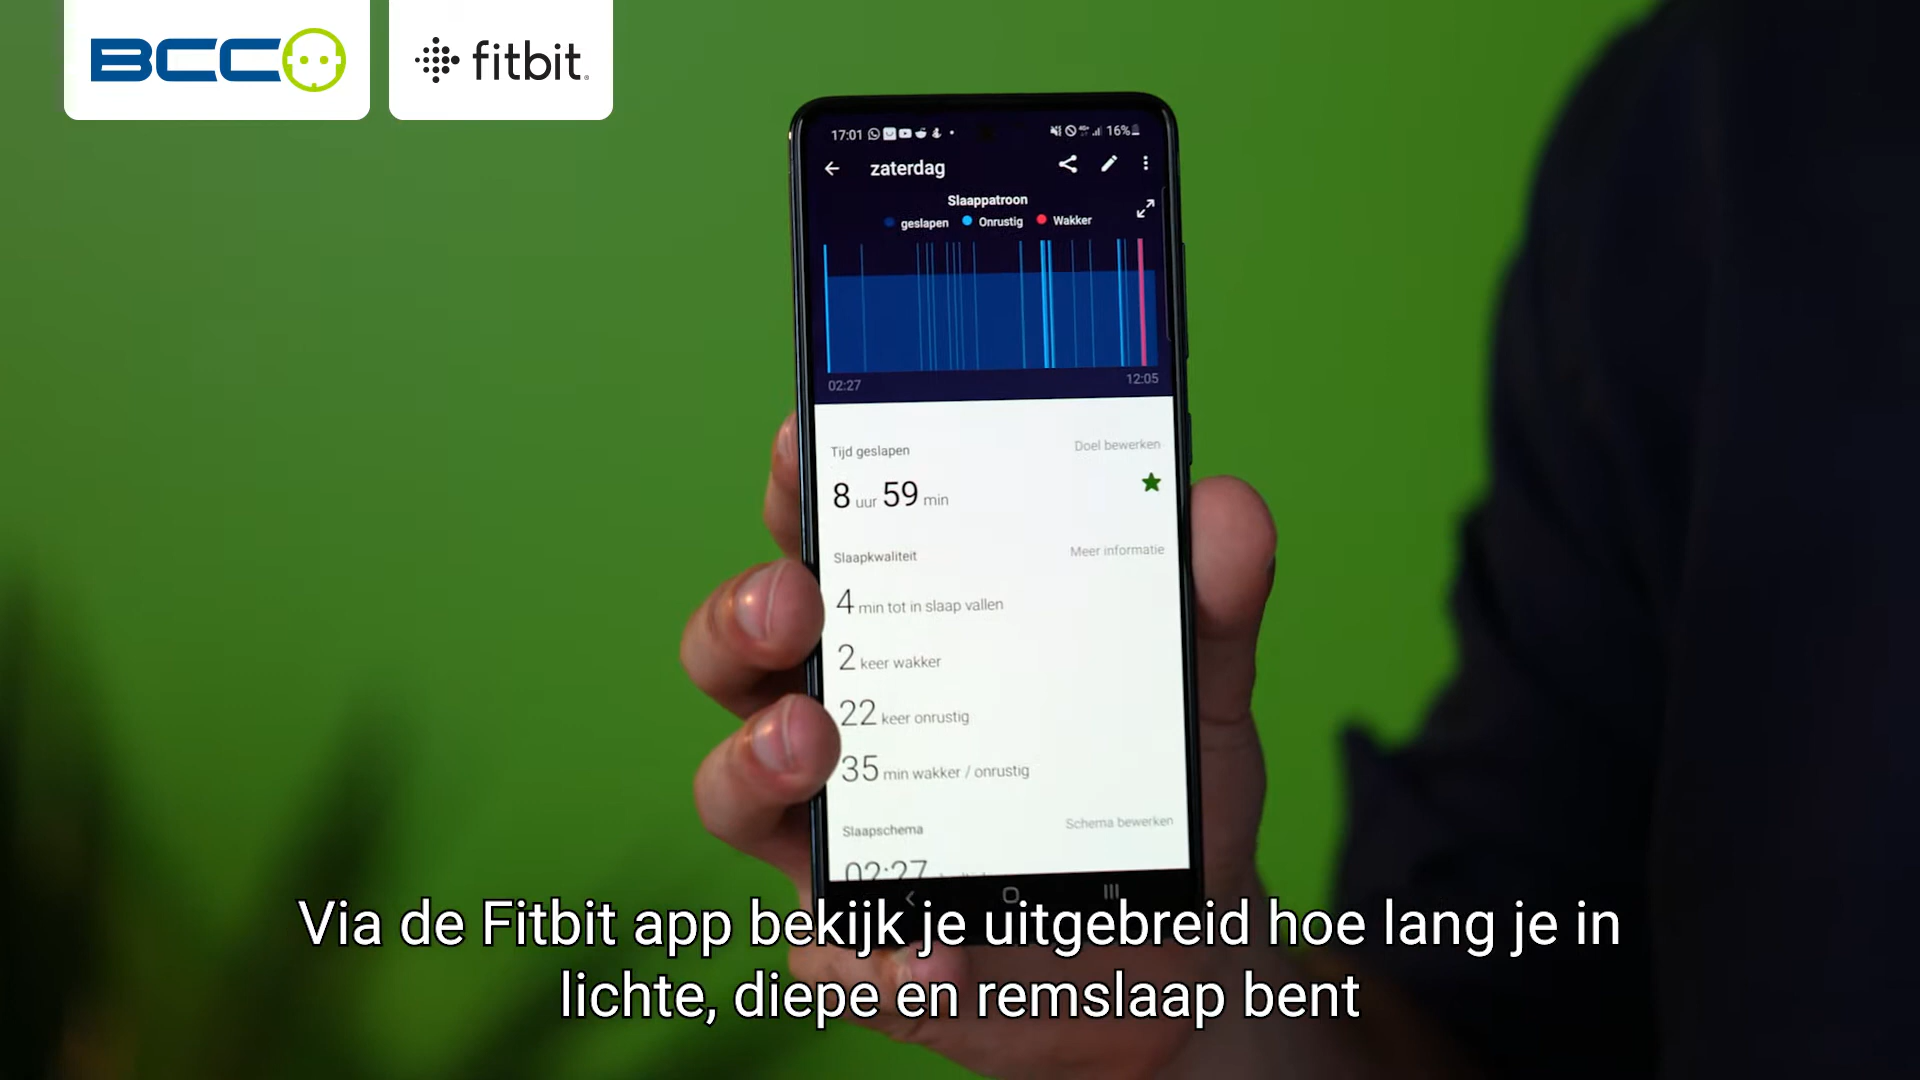 BCC
fitbit
17:01
16%
zaterdag
Slaappatroon
geslapen Onrustig Wakker
02:27 12:05
Tijd geslapen Doel bewerken
8 uur 59 min
Slaapkwaliteit Meer informatie
4 min tot in slaap vallen
2 keer wakker
22 keer onrustig
35 min wakker / onrustig
Slaapschema Schema bewerken
02:27
Via de Fitbit app bekijk je uitgebreid hoe lang je in
lichte, diepe en remslaap bent